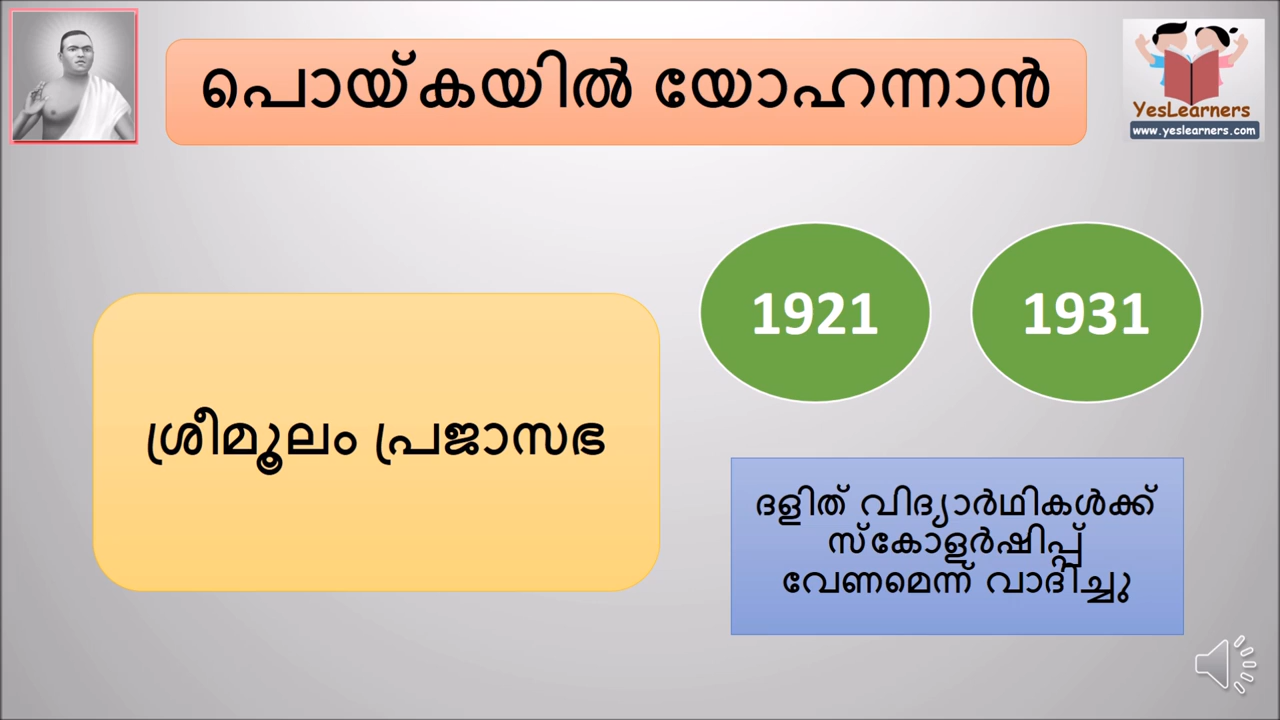 പൊയ്കയിൽ യോഹന്നാൻ
YesLearners
www.yeslearners.com
1921
1931
ശ്രീമൂലം പ്രജാസഭ
ദളിത് വിദ്യാർഥികൾക്ക്
സ്കോളർഷിപ്പ്
വേണമെന്ന് വാദിച്ചു